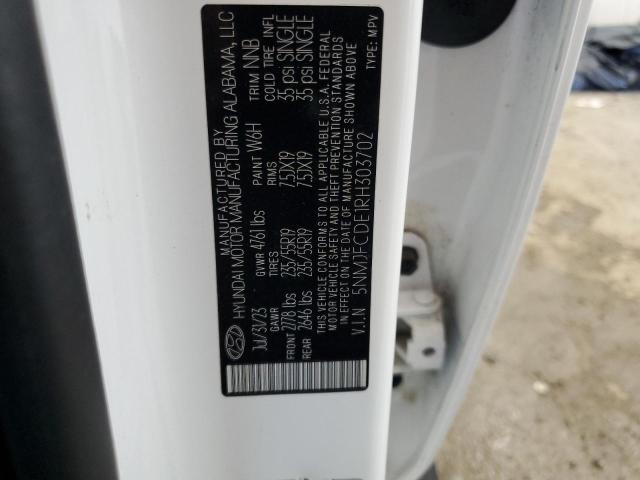 MANUFACTURED BY
HYUNDAI MOTOR MANUFACTURING ALABAMA, LLC
Jul/31/23 GVWR 4761 lbs PAINT W6H TRIM NNB
GAWR TIRES RIMS COLD TIRE INFL
FRONT 2778 lbs 235/55R19 7.5JX19 35 psi SINGLE
REAR 2646 lbs 235/55R19 7.5JX19 35 psi SINGLE
THIS VEHICLE CONFORMS TO ALL APPLICABLE U.S.A. FEDERAL
MOTOR VEHICLE SAFETY AND THEFT PREVENTION STANDARDS
IN EFFECT ON THE DATE OF MANUFACTURE SHOWN ABOVE
V.I.N 5NMJFCDE1RH303702 TYPE: MPV